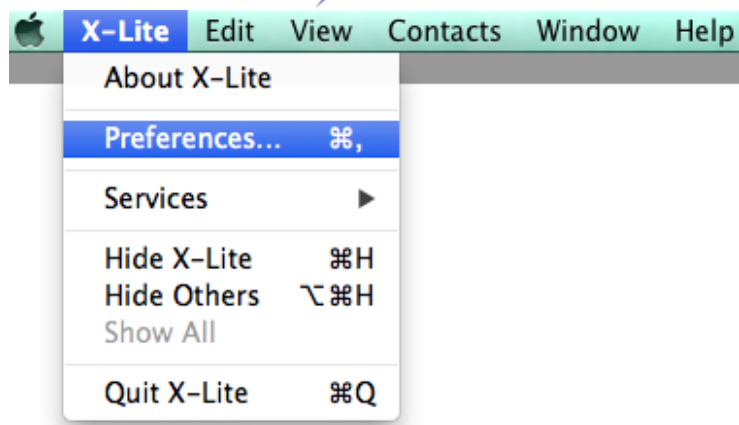 X-Lite Edit View Contacts Window Help
About X-Lite
Preferences... ⌘,
Services ▶
Hide X-Lite ⌘H
Hide Others ⌥⌘H
Show All
Quit X-Lite ⌘Q